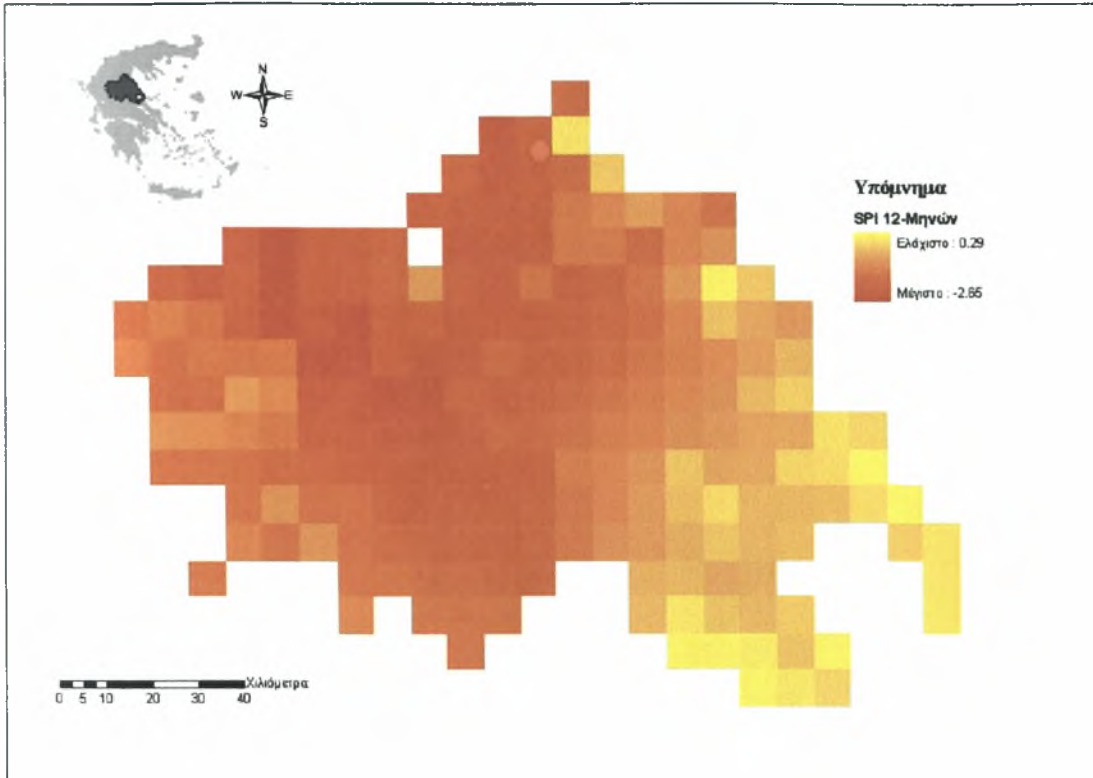 N
W E
S
Υπόμνημα
SPI 12-Μηνών
Ελάχιστο : 0.29
Μέγιστο : -2.65
Χιλιόμετρα
0 5 10 20 30 40